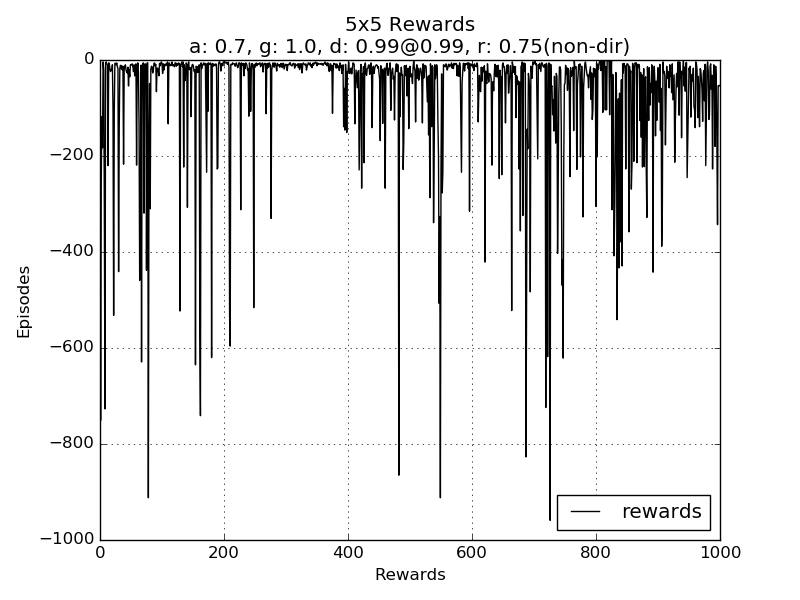 5x5 Rewards
a: 0.7, g: 1.0, d: 0.99@0.99, r: 0.75(non-dir)
0
−200
−400
−600
−800
−1000
Episodes
rewards
0 200 400 600 800 1000
Rewards